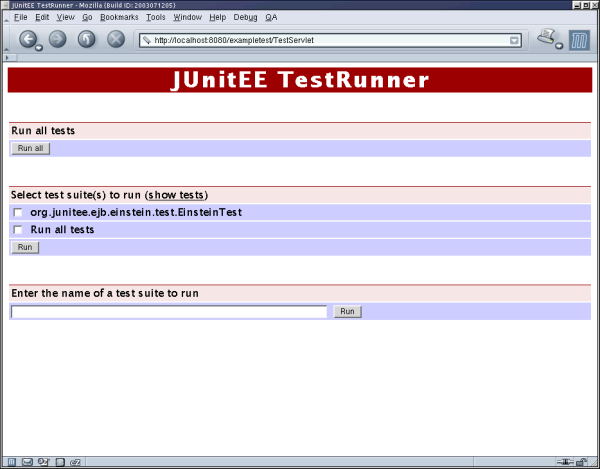 JUnitEE TestRunner - Mozilla {Build ID: 2003071205}
File Edit View Go Bookmarks Tools Window Help Debug QA
http://localhost:8080/exampletest/TestServlet
JUnitEE TestRunner
Run all tests
Run all
Select test suite(s) to run (show tests)
org.junitee.ejb.einstein.test.EinsteinTest
Run all tests
Run
Enter the name of a test suite to run
Run